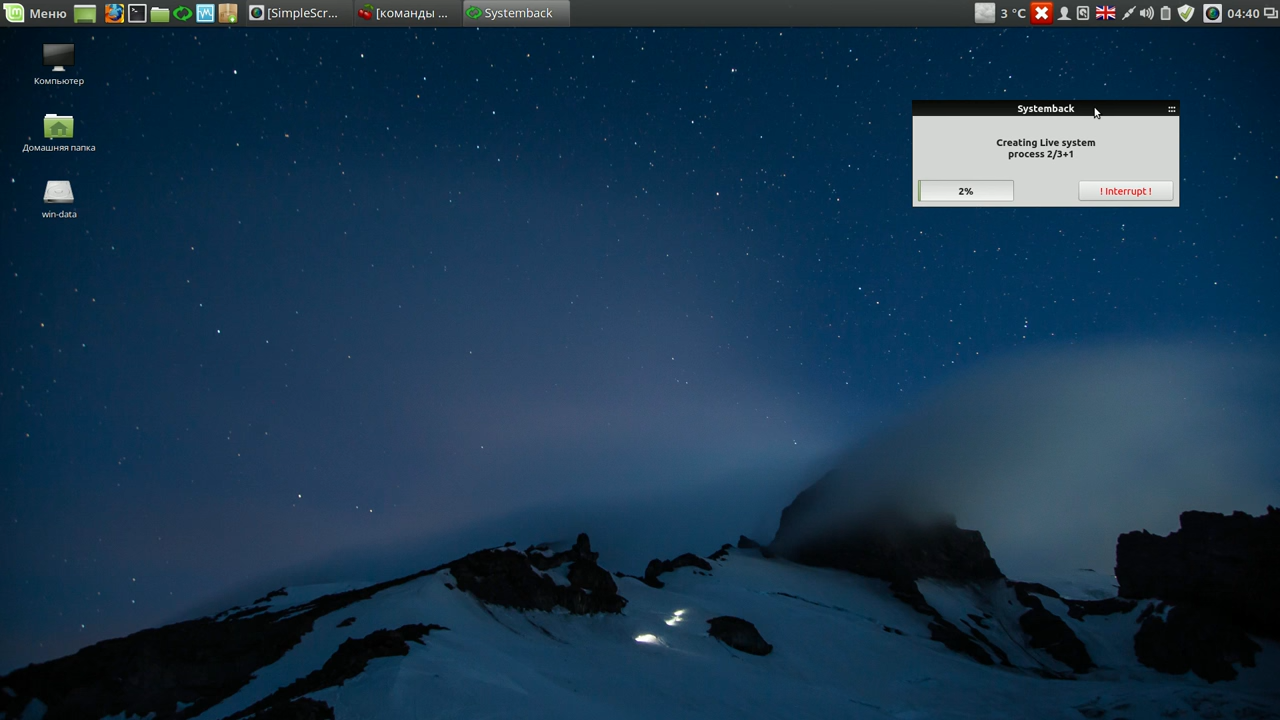 Меню
[SimpleScr...
[команды ...
Systemback
3 °C
04:40
Компьютер
Домашняя папка
win-data
Systemback
Creating Live system
process 2/3+1
2%
! Interrupt !